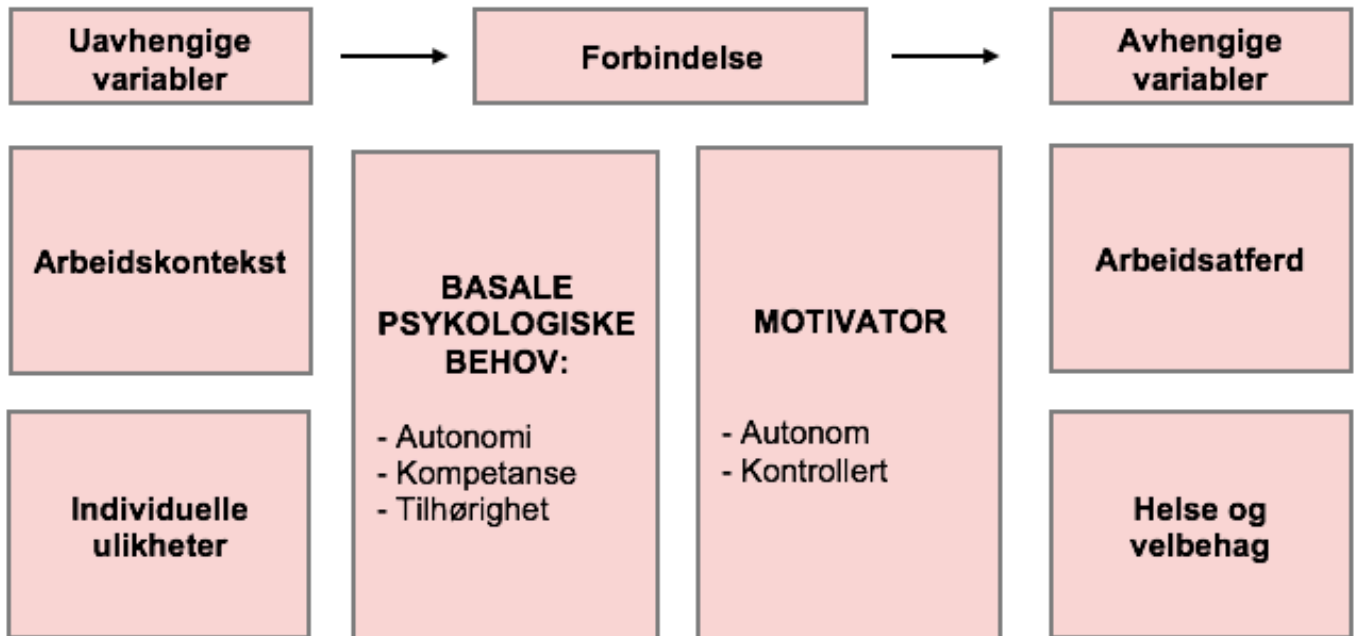 Uavhengige
variabler
Forbindelse
Avhengige
variabler
Arbeidskontekst
Individuelle
ulikheter
BASALE
PSYKOLOGISKE
BEHOV:
- Autonomi
- Kompetanse
- Tilhørighet
MOTIVATOR
- Autonom
- Kontrollert
Arbeidsatferd
Helse og
velbehag